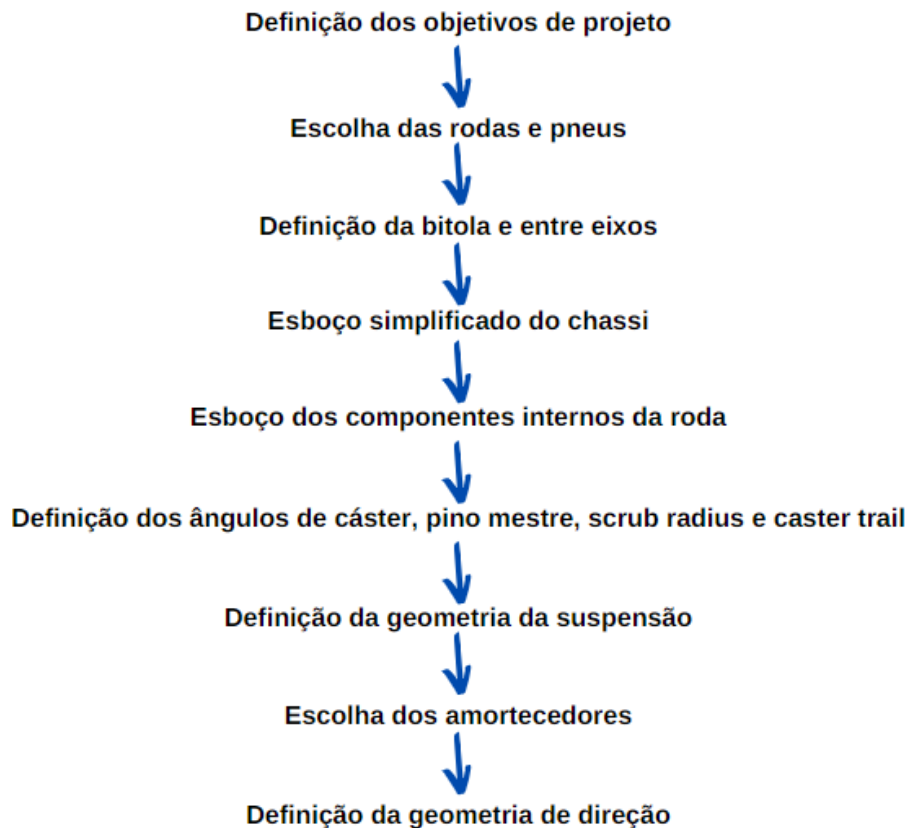 Definição dos objetivos de projeto
Escolha das rodas e pneus
Definição da bitola e entre eixos
Esboço simplificado do chassi
Esboço dos componentes internos da roda
Definição dos ângulos de cáster, pino mestre, scrub radius e caster trail
Definição da geometria da suspensão
Escolha dos amortecedores
Definição da geometria de direção